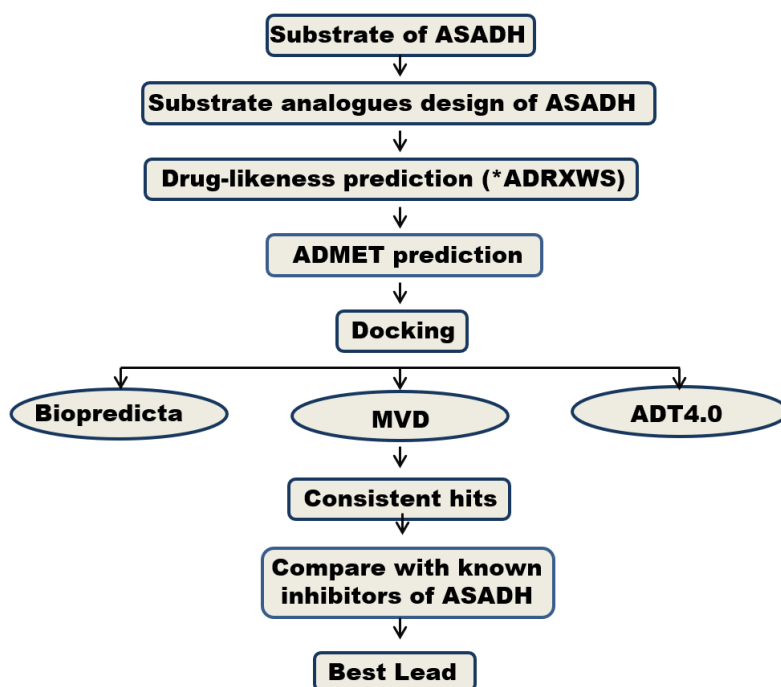 Substrate of ASADH
Substrate analogues design of ASADH
Drug-likeness prediction (*ADRXWS)
ADMET prediction
Docking
Biopredicta
MVD
ADT4.0
Consistent hits
Compare with known
inhibitors of ASADH
Best Lead